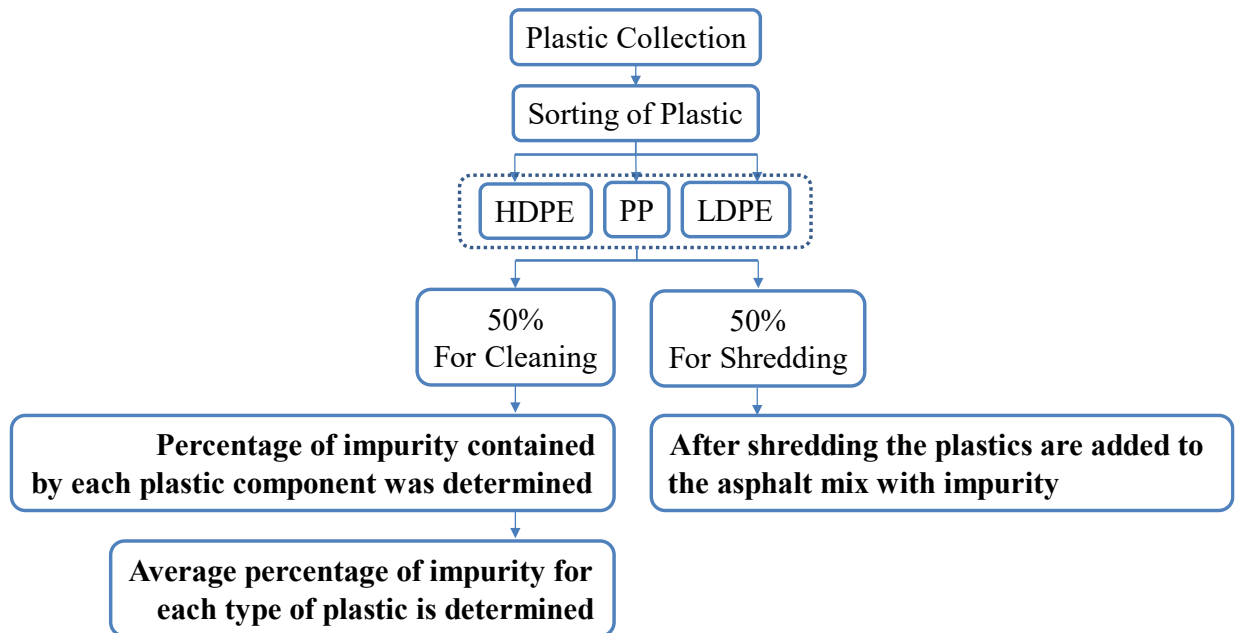 Plastic Collection
Sorting of Plastic
HDPE
PP
LDPE
50%
For Cleaning
50%
For Shredding
Percentage of impurity contained
by each plastic component was determined
After shredding the plastics are added to
the asphalt mix with impurity
Average percentage of impurity for
each type of plastic is determined